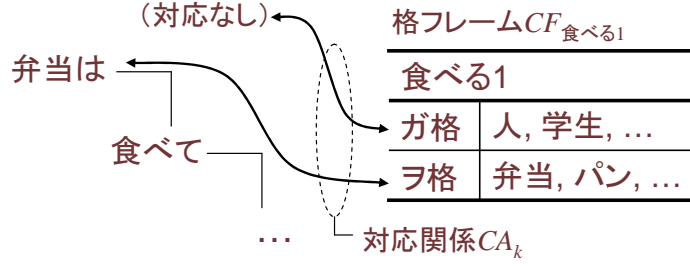 (対応なし)
格フレームCF食べる1
弁当は
食べる1
ガ格 人, 学生, …
食べて
ヲ格 弁当, パン, …
…
対応関係CAk